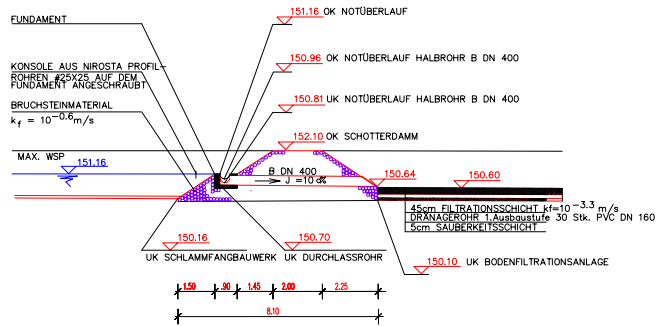 151.16 OK NOTÜBERLAUF
FUNDAMENT
150.96 OK NOTÜBERLAUF HALBROHR B DN 400
KONSOLE AUS NIROSTA PROFIL-
ROHREN #25X25 AUF DEM
FUNDAMENT ANGESCHRAUBT
150.81 UK NOTÜBERLAUF HALBROHR B DN 400
BRUCHSTEINMATERIAL
kf = 10-0.6m/s
152.10 OK SCHOTTERDAMM
MAX. WSP
151.16
B DN 400
J =10 d%
150.64
150.60
45cm FILTRATIONSSCHICHT kf=10-3.3 m/s
DRÄNAGEROHR 1.Ausbaustufe 30 Stk. PVC DN 160
5cm SAUBERKEITSSCHICHT
150.16
150.70
UK SCHLAMMFANGBAUWERK
UK DURCHLASSROHR
150.10 UK BODENFILTRATIONSANLAGE
1.50 .90 1.45 2.00 2.25
8.10